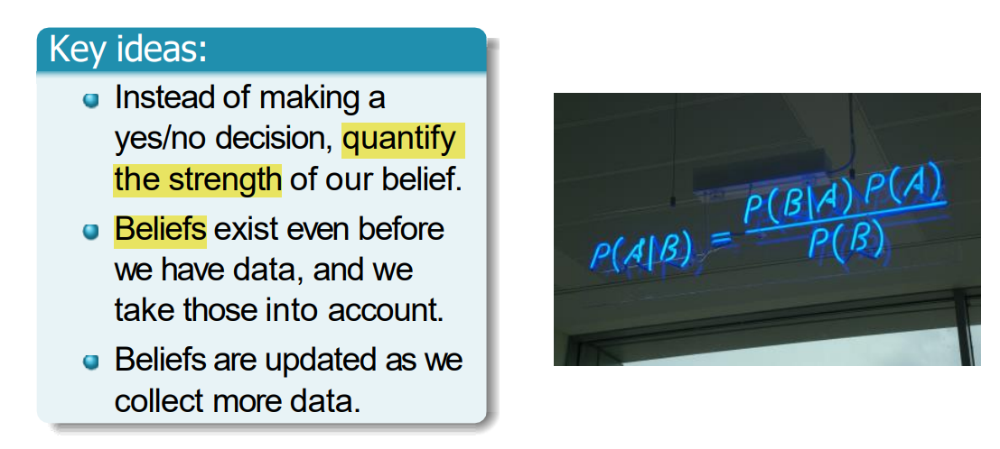 Key ideas:
Instead of making a
yes/no decision, quantify
the strength of our belief.
Beliefs exist even before
we have data, and we
take those into account.
Beliefs are updated as we
collect more data.
P(A|B) = P(B|A) P(A)
P(B)